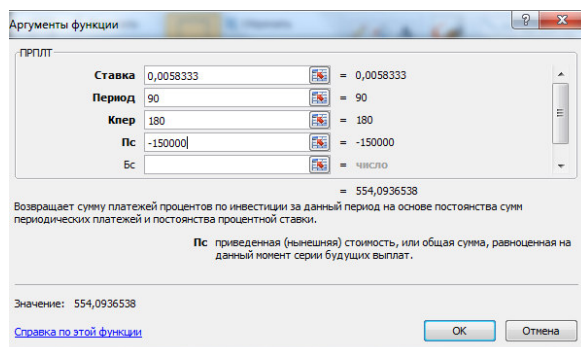 Аргументы функции
ПРПЛТ
Ставка 0,0058333 = 0,0058333
Период 90 = 90
Кпер 180 = 180
Пс -150000 = -150000
Бс = число
= 554,0936538
Возвращает сумму платежей процентов по инвестиции за данный период на основе постоянства сумм
периодических платежей и постоянства процентной ставки.
Пс приведенная (нынешняя) стоимость, или общая сумма, равноценная на
данный момент серии будущих выплат.
Значение: 554,0936538
Справка по этой функции
ОК
Отмена